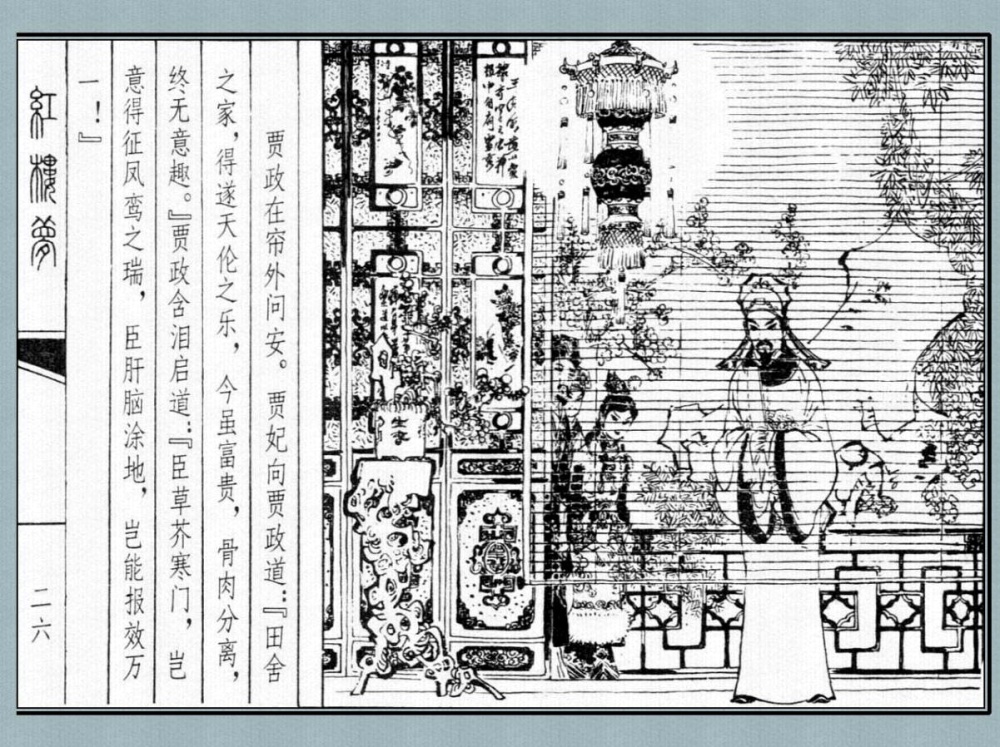 贾政在帘外问安。贾妃向贾政道：『田舍
之家，得遂天伦之乐，今虽富贵，骨肉分离，
终无意趣。』贾政含泪启道：『臣草芥寒门，岂
意得征凤鸾之瑞，臣肝脑涂地，岂能报效万
一！』
紅樓夢
二六